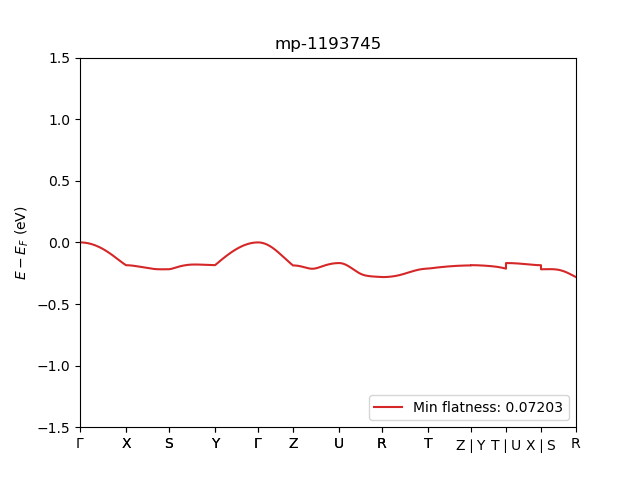 mp-1193745
E − E_F (eV)
1.5
1.0
0.5
0.0
−0.5
−1.0
−1.5
Min flatness: 0.07203
Γ X S Y Γ Z U R T Z | Y T | U X | S R